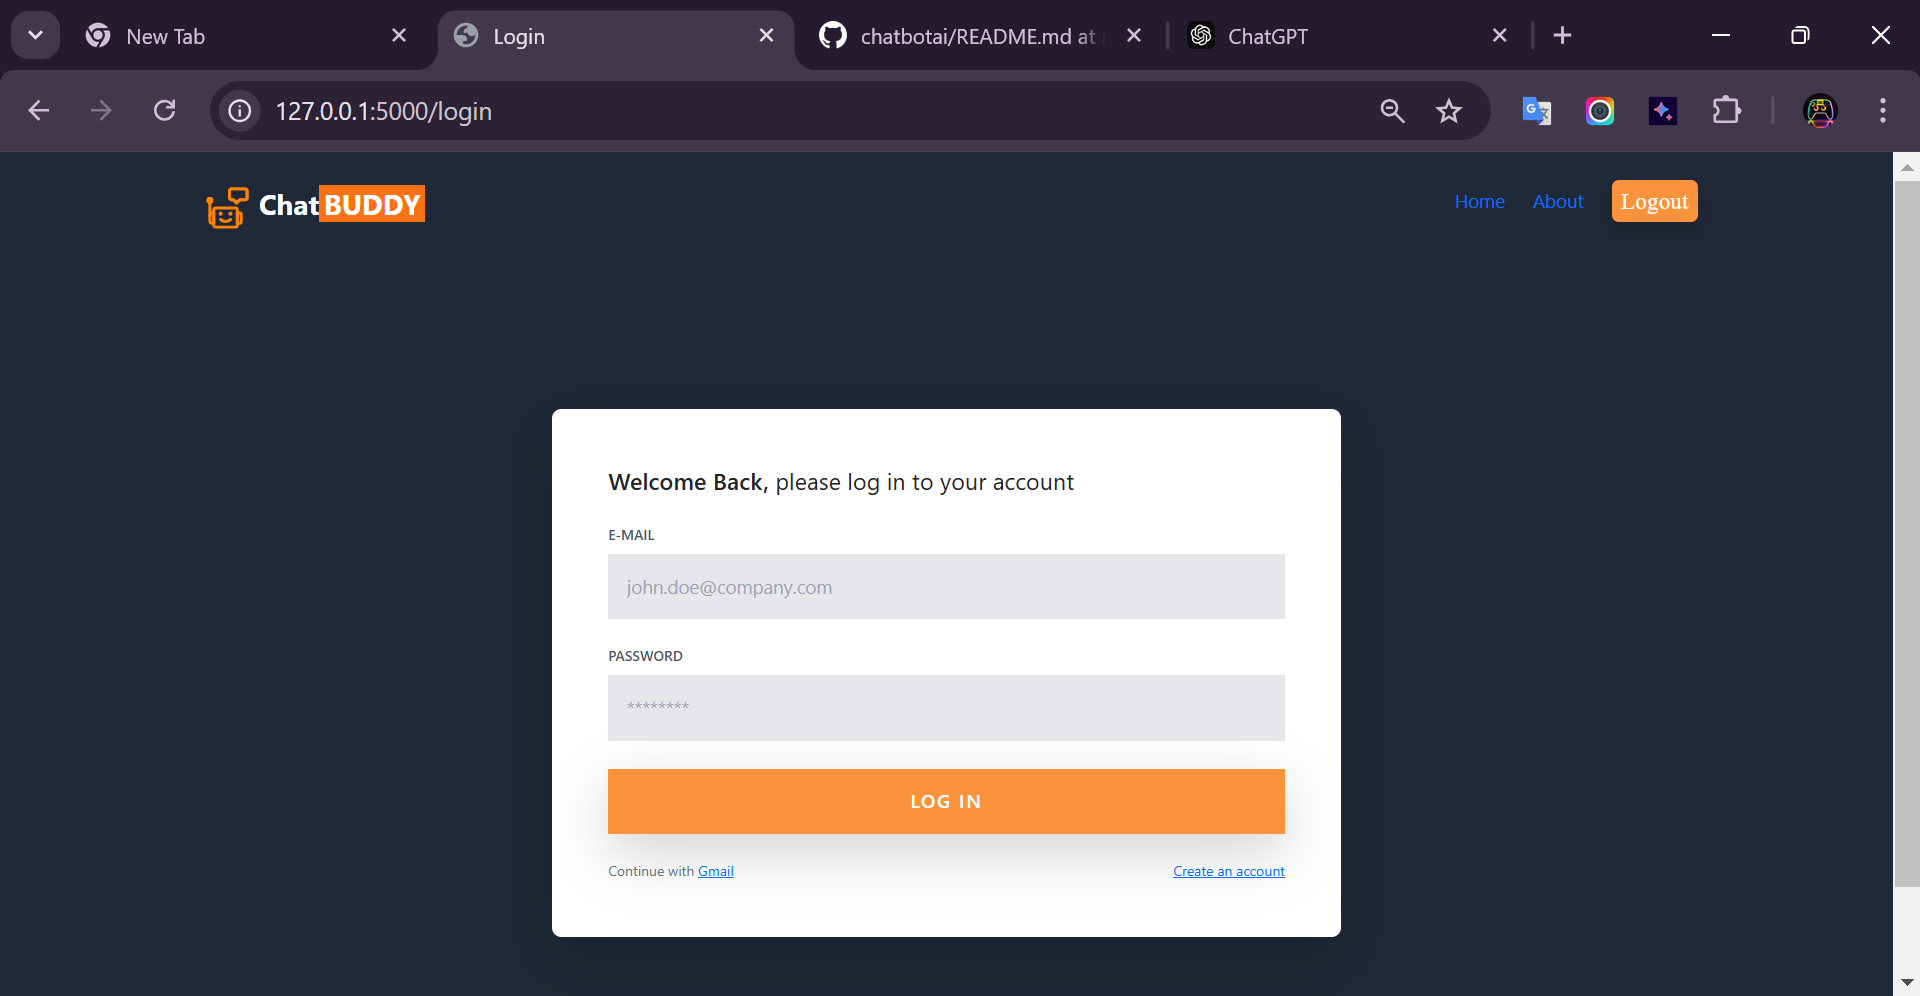 New Tab
Login
chatbotai/README.md at
ChatGPT
127.0.0.1:5000/login
ChatBUDDY
Home
About
Logout
Welcome Back, please log in to your account
E-MAIL
john.doe@company.com
PASSWORD
********
LOG IN
Continue with Gmail
Create an account